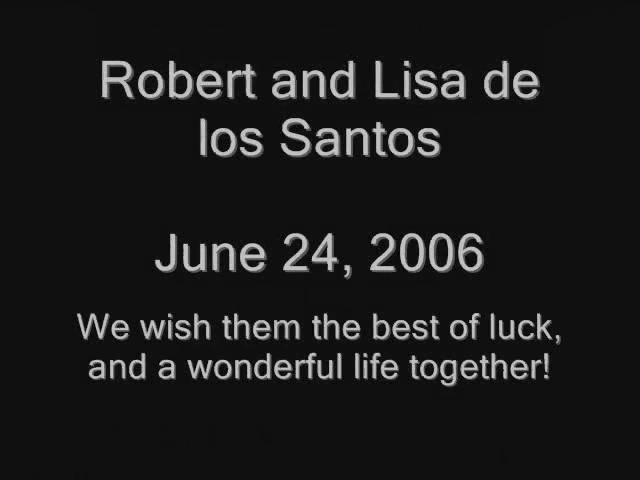 Robert and Lisa de
los Santos
June 24, 2006
We wish them the best of luck,
and a wonderful life together!